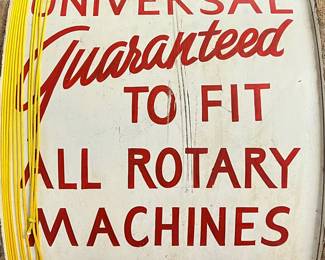 UNIVERSAL
Guaranteed
TO FIT
ALL ROTARY
MACHINES